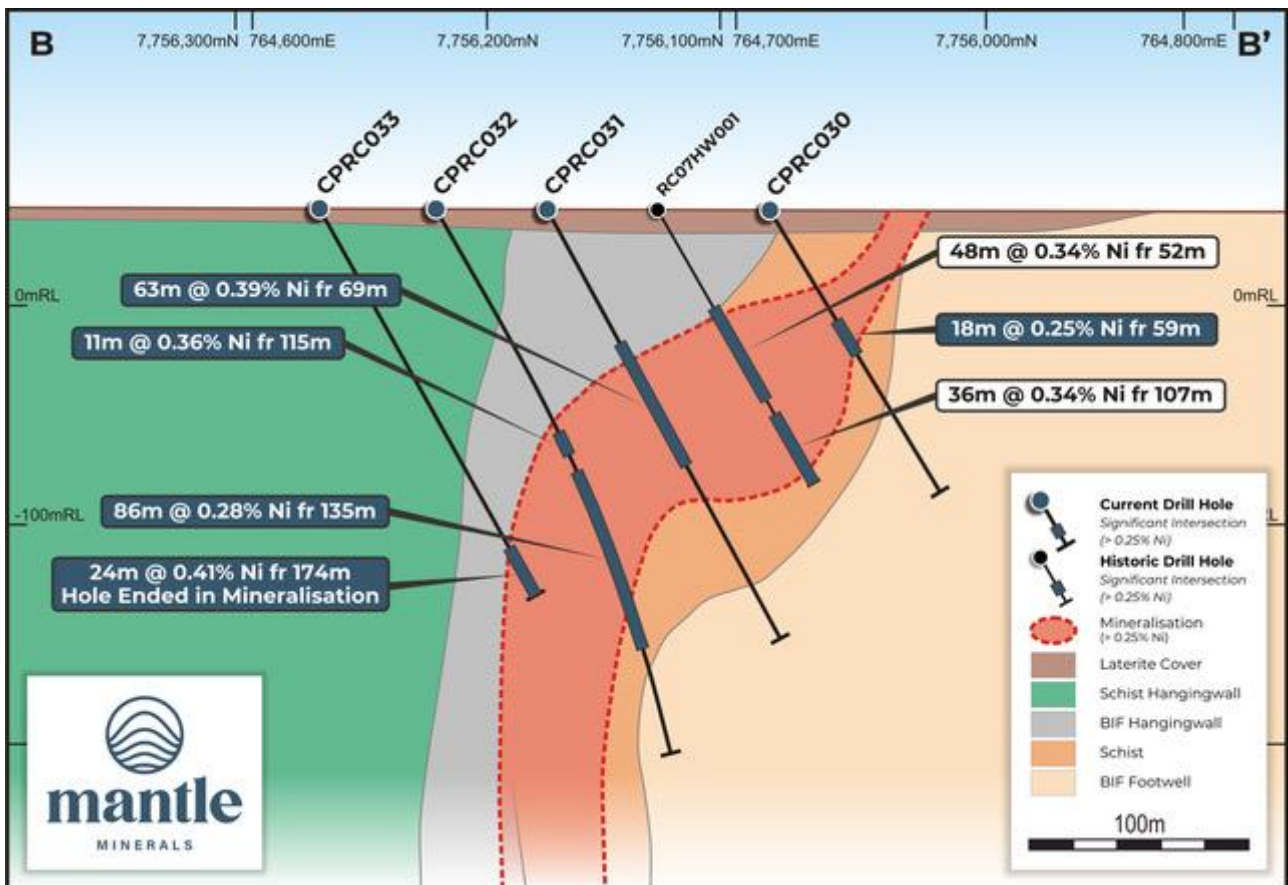 B
7,756,300mN
764,600mE
7,756,200mN
7,756,100mN
764,700mE
7,756,000mN
764,800mE
B'
CPRC033
CPRC032
CPRC031
RC07HW001
CPRC030
0mRL
0mRL
63m @ 0.39% Ni fr 69m
11m @ 0.36% Ni fr 115m
86m @ 0.28% Ni fr 135m
24m @ 0.41% Ni fr 174m
Hole Ended in Mineralisation
48m @ 0.34% Ni fr 52m
18m @ 0.25% Ni fr 59m
36m @ 0.34% Ni fr 107m
-100mRL
RL
Current Drill Hole
Significant Intersection
(> 0.25% Ni)
Historic Drill Hole
Significant Intersection
(> 0.25% Ni)
Mineralisation
(> 0.25% Ni)
Laterite Cover
Schist Hangingwall
BIF Hangingwall
Schist
BIF Footwell
100m
mantle
MINERALS